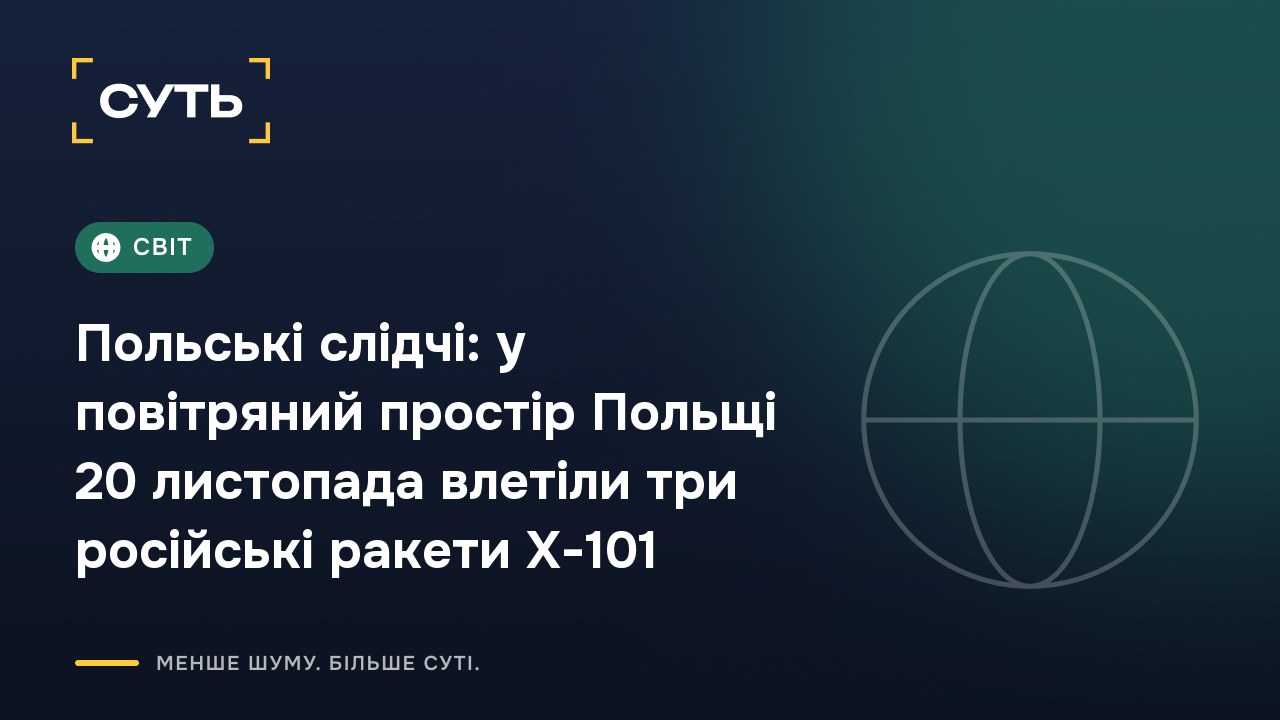 СУТЬ
СВІТ
Польські слідчі: у
повітряний простір Польщі
20 листопада влетіли три
російські ракети Х-101
МЕНШЕ ШУМУ. БІЛЬШЕ СУТІ.